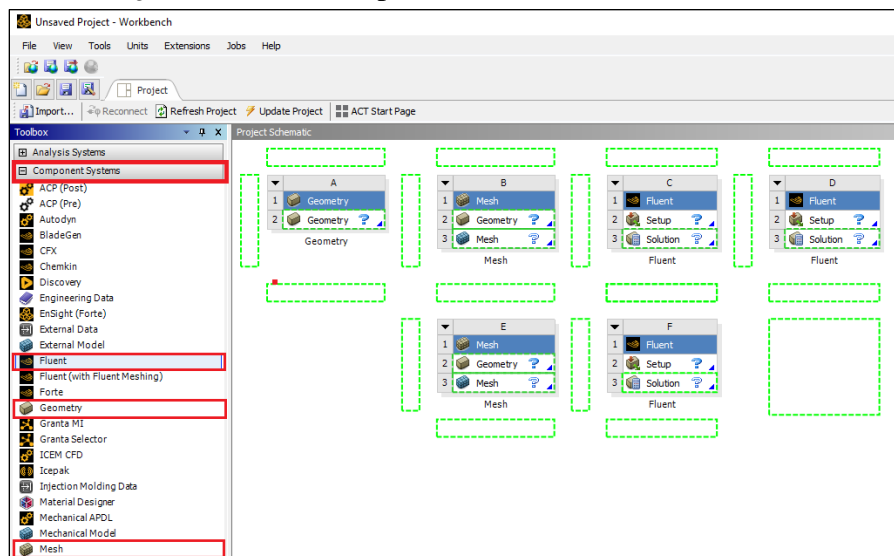 Unsaved Project - Workbench
File View Tools Units Extensions Jobs Help
Project
Import... Reconnect Refresh Project Update Project ACT Start Page
Toolbox
Project Schematic
Analysis Systems
Component Systems
ACP (Post)
ACP (Pre)
Autodyn
BladeGen
CFX
Chemkin
Discovery
Engineering Data
EnSight (Forte)
External Data
External Model
Fluent
Fluent (with Fluent Meshing)
Forte
Geometry
Granta MI
Granta Selector
ICEM CFD
Icepak
Injection Molding Data
Material Designer
Mechanical APDL
Mechanical Model
Mesh
A
1 Geometry
2 Geometry ?
Geometry
B
1 Mesh
2 Geometry ?
3 Mesh ?
Mesh
C
1 Fluent
2 Setup ?
3 Solution ?
Fluent
D
1 Fluent
2 Setup ?
3 Solution ?
Fluent
E
1 Mesh
2 Geometry ?
3 Mesh ?
Mesh
F
1 Fluent
2 Setup ?
3 Solution ?
Fluent